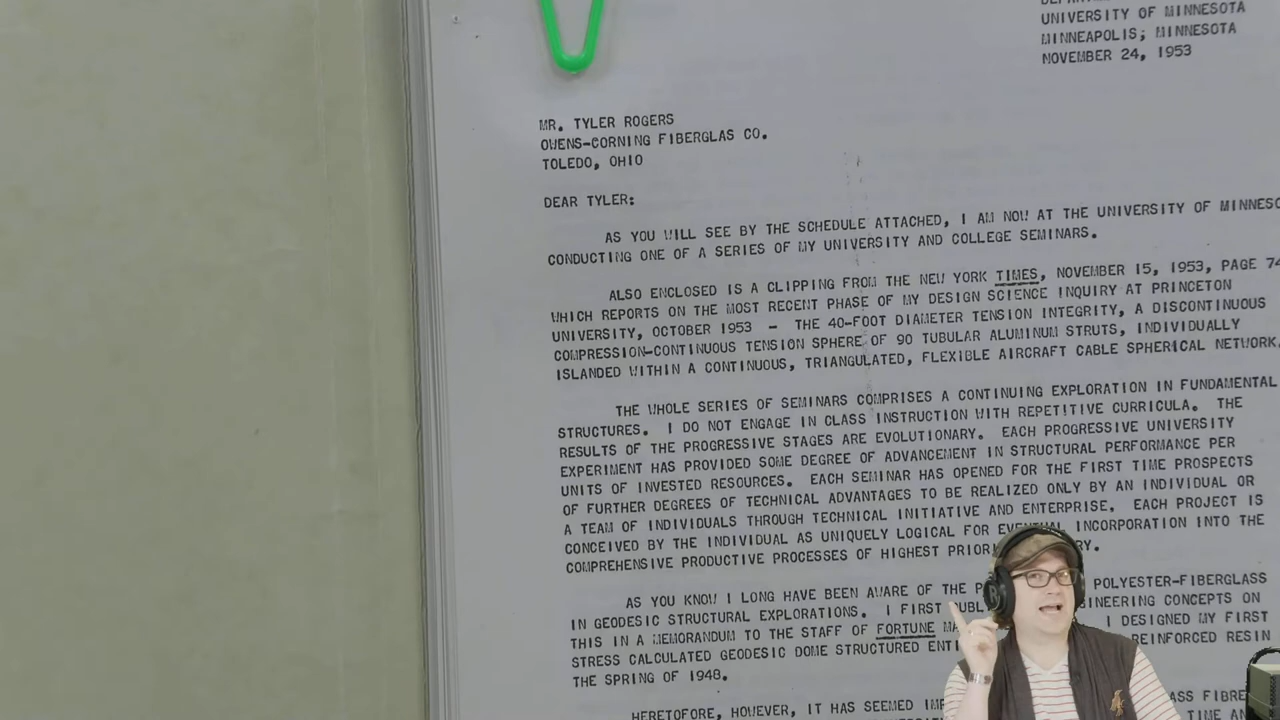 UNIVERSITY OF MINNESOTA
MINNEAPOLIS; MINNESOTA
NOVEMBER 24, 1953
MR. TYLER ROGERS
OWENS-CORNING FIBERGLAS CO.
TOLEDO, OHIO
DEAR TYLER:
AS YOU WILL SEE BY THE SCHEDULE ATTACHED, I AM NOW AT THE UNIVERSITY OF
CONDUCTING ONE OF A SERIES OF MY UNIVERSITY AND COLLEGE SEMINARS.
ALSO ENCLOSED IS A CLIPPING FROM THE NEW YORK TIMES, NOVEMBER 15, 1953, PAGE 74
WHICH REPORTS ON THE MOST RECENT PHASE OF MY DESIGN SCIENCE INQUIRY AT PRINCETON
UNIVERSITY, OCTOBER 1953 - THE 40-FOOT DIAMETER TENSION INTEGRITY, A DISCONTINUOUS
COMPRESSION-CONTINUOUS TENSION SPHERE OF 90 TUBULAR ALUMINUM STRUTS, INDIVIDUALLY
ISLANDED WITHIN A CONTINUOUS, TRIANGULATED, FLEXIBLE AIRCRAFT CABLE SPHERICAL NETWORK.
THE WHOLE SERIES OF SEMINARS COMPRISES A CONTINUING EXPLORATION IN FUNDAMENTAL
STRUCTURES. I DO NOT ENGAGE IN CLASS INSTRUCTION WITH REPETITIVE CURRICULA. THE
RESULTS OF THE PROGRESSIVE STAGES ARE EVOLUTIONARY. EACH PROGRESSIVE UNIVERSITY
EXPERIMENT HAS PROVIDED SOME DEGREE OF ADVANCEMENT IN STRUCTURAL PERFORMANCE PER
UNITS OF INVESTED RESOURCES. EACH SEMINAR HAS OPENED FOR THE FIRST TIME PROSPECTS
OF FURTHER DEGREES OF TECHNICAL ADVANTAGES TO BE REALIZED ONLY BY AN INDIVIDUAL OR
A TEAM OF INDIVIDUALS THROUGH TECHNICAL INITIATIVE AND ENTERPRISE. EACH PROJECT IS
CONCEIVED BY THE INDIVIDUAL AS UNIQUELY LOGICAL FOR EVENTUAL INCORPORATION INTO THE
COMPREHENSIVE PRODUCTIVE PROCESSES OF HIGHEST
AS YOU KNOW I LONG HAVE BEEN AWARE OF THE POLYESTER-FIBERGLASS
IN GEODESIC STRUCTURAL EXPLORATIONS. I FIRST CONCEPTS ON
THIS IN A MEMORANDUM TO THE STAFF OF FORTUNE I DESIGNED MY FIRST
STRESS CALCULATED GEODESIC DOME STRUCTURED REINFORCED RESIN
THE SPRING OF 1948.
HERETOFORE, HOWEVER, IT HAS SEEMED